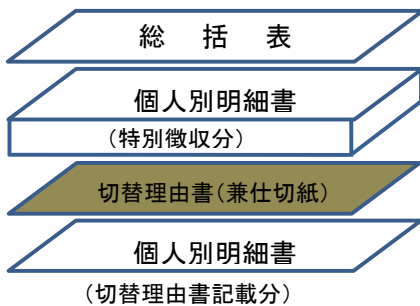 総 括 表
個人別明細書
（特別徴収分）
切替理由書（兼仕切紙）
個人別明細書
（切替理由書記載分）